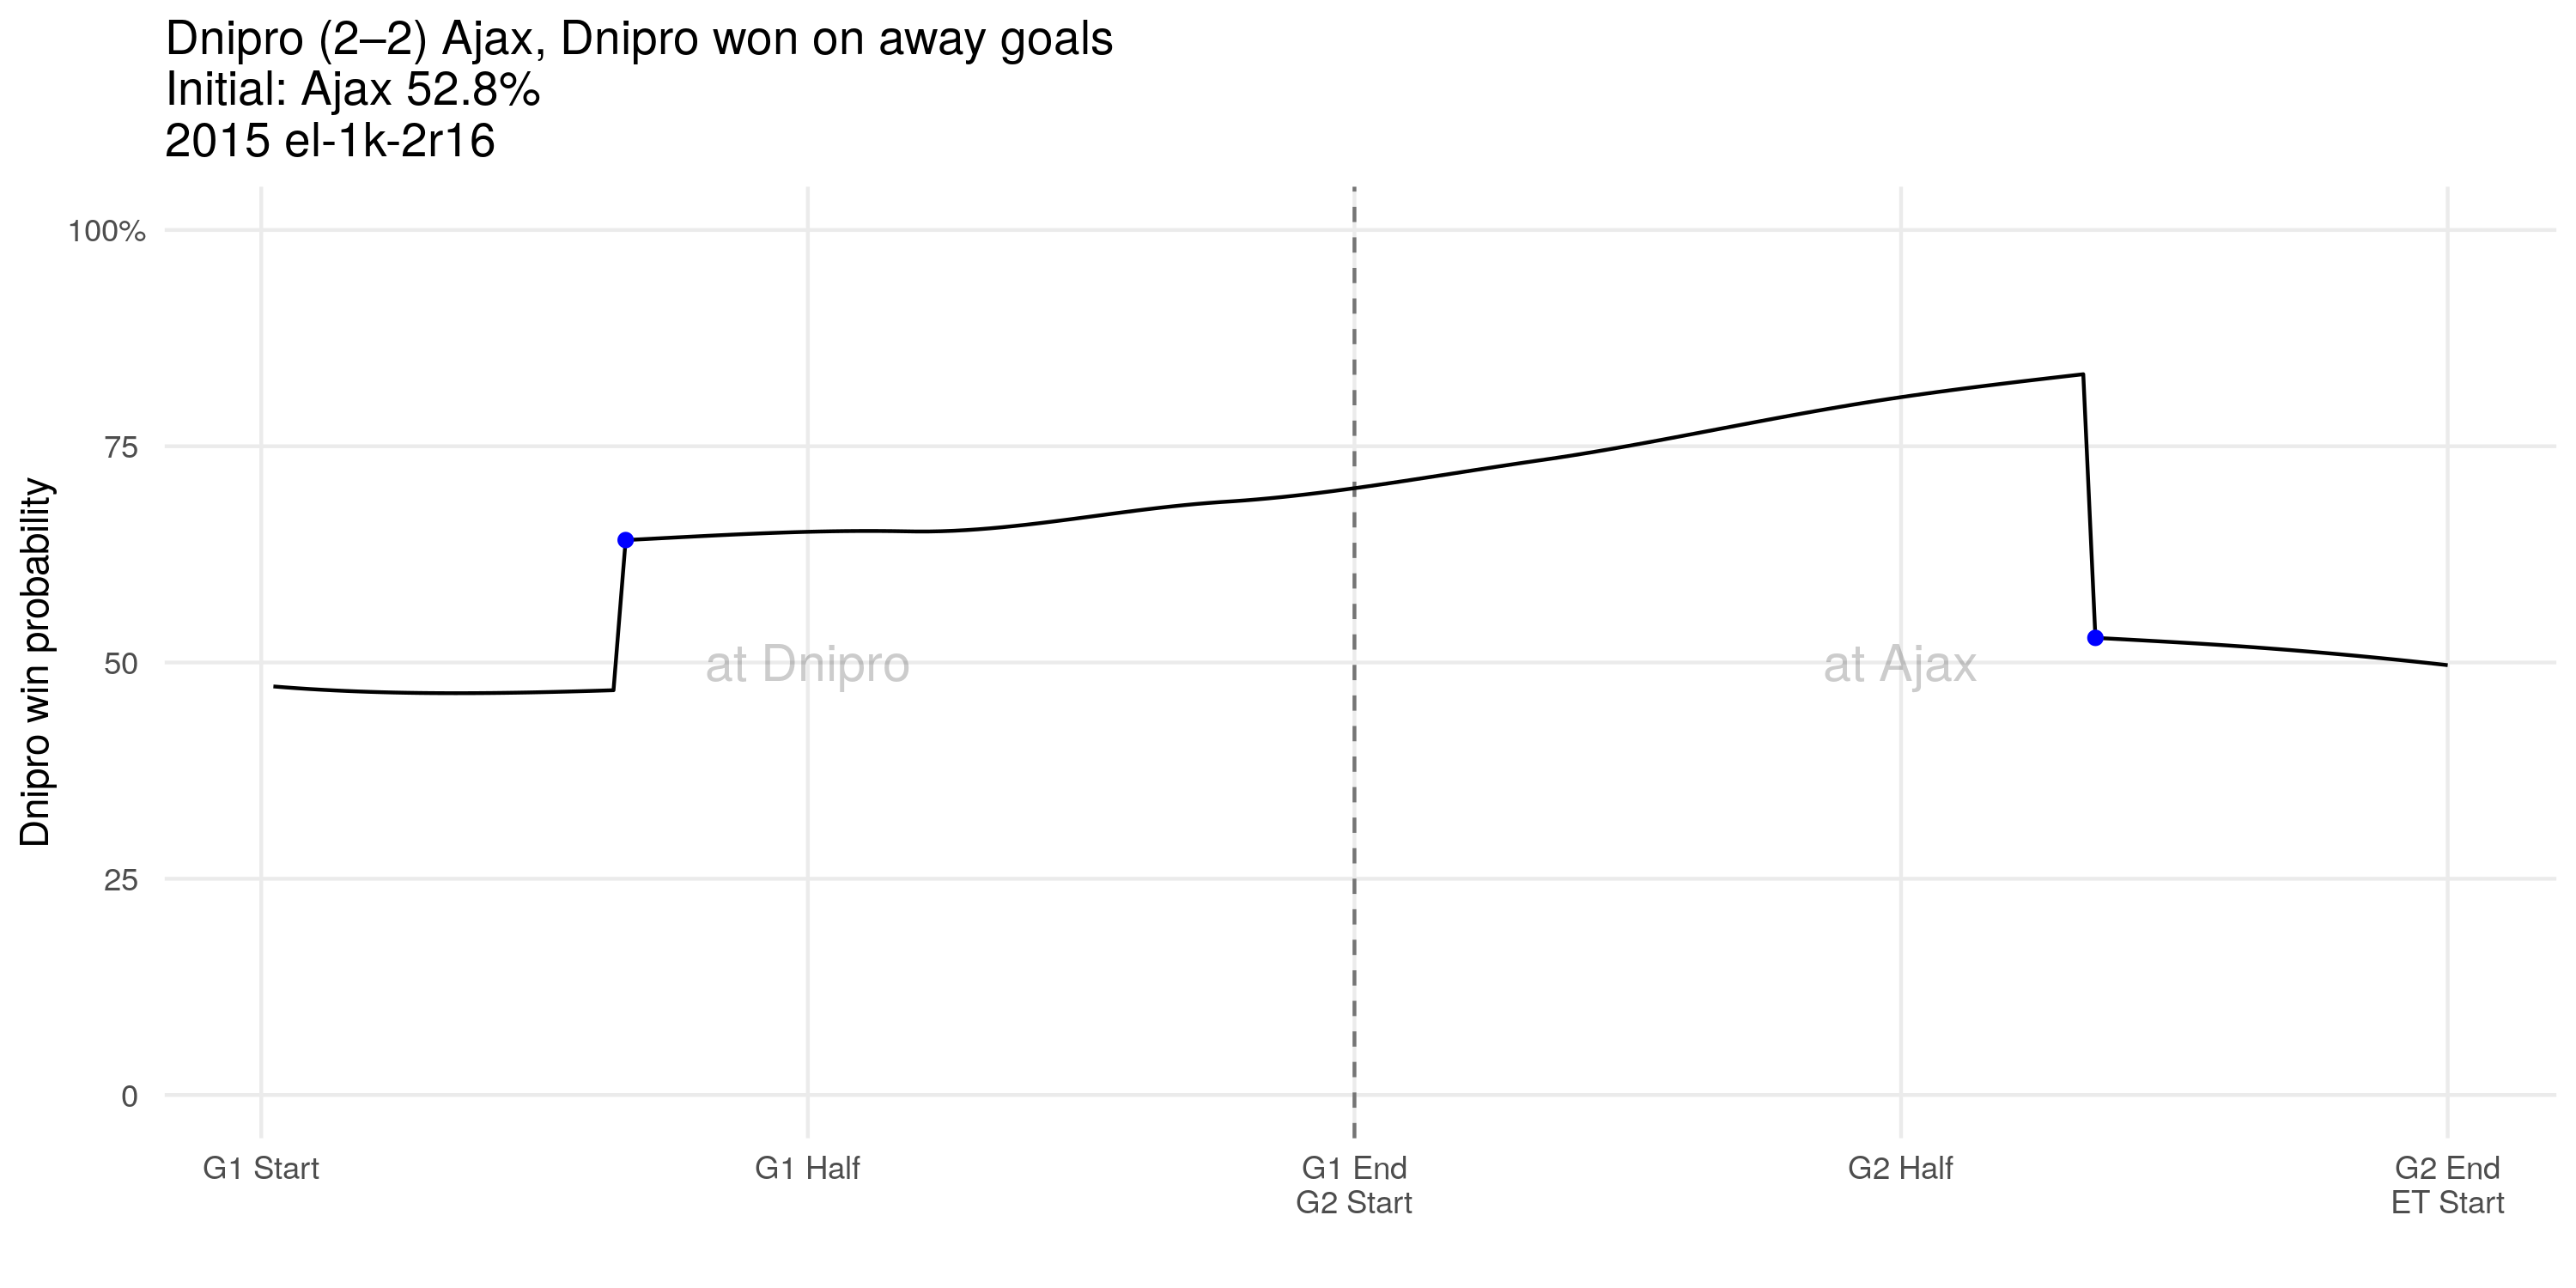 Dnipro (2–2) Ajax, Dnipro won on away goals
Initial: Ajax 52.8%
2015 el-1k-2r16
Dnipro win probability
100%
75
50
25
0
at Dnipro
at Ajax
G1 Start
G1 Half
G1 End
G2 Start
G2 Half
G2 End
ET Start